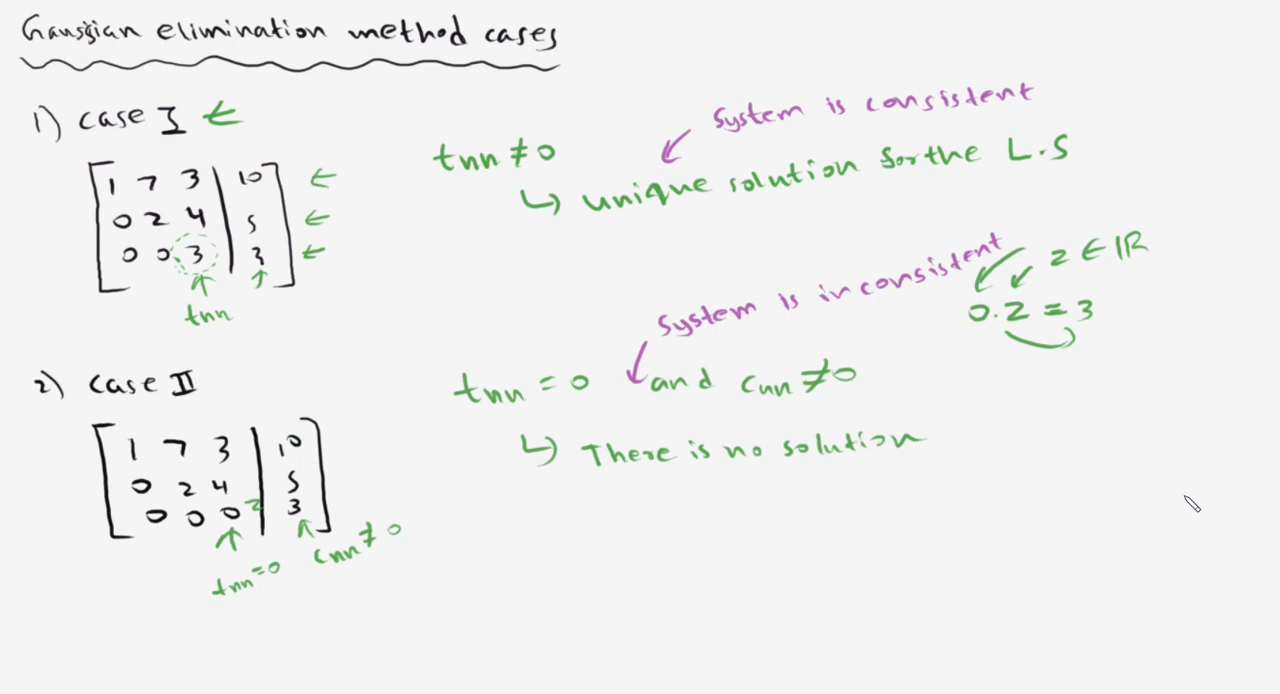 Gaussian elimination method cases
1) case I ←
1 7 3 | 10 ←
0 2 4 | 5 ←
0 0 3 | 3 ←
tnn
tnn ≠ 0
System is consistent
↳ unique solution for the L.S
2) case II
1 7 3 | 10
0 2 4 | 5
0 0 0 z | 3
tnn = 0 cnn ≠ 0
System is inconsistent
z ∈ IR
0.z = 3
tnn = 0 and cnn ≠ 0
↳ There is no solution